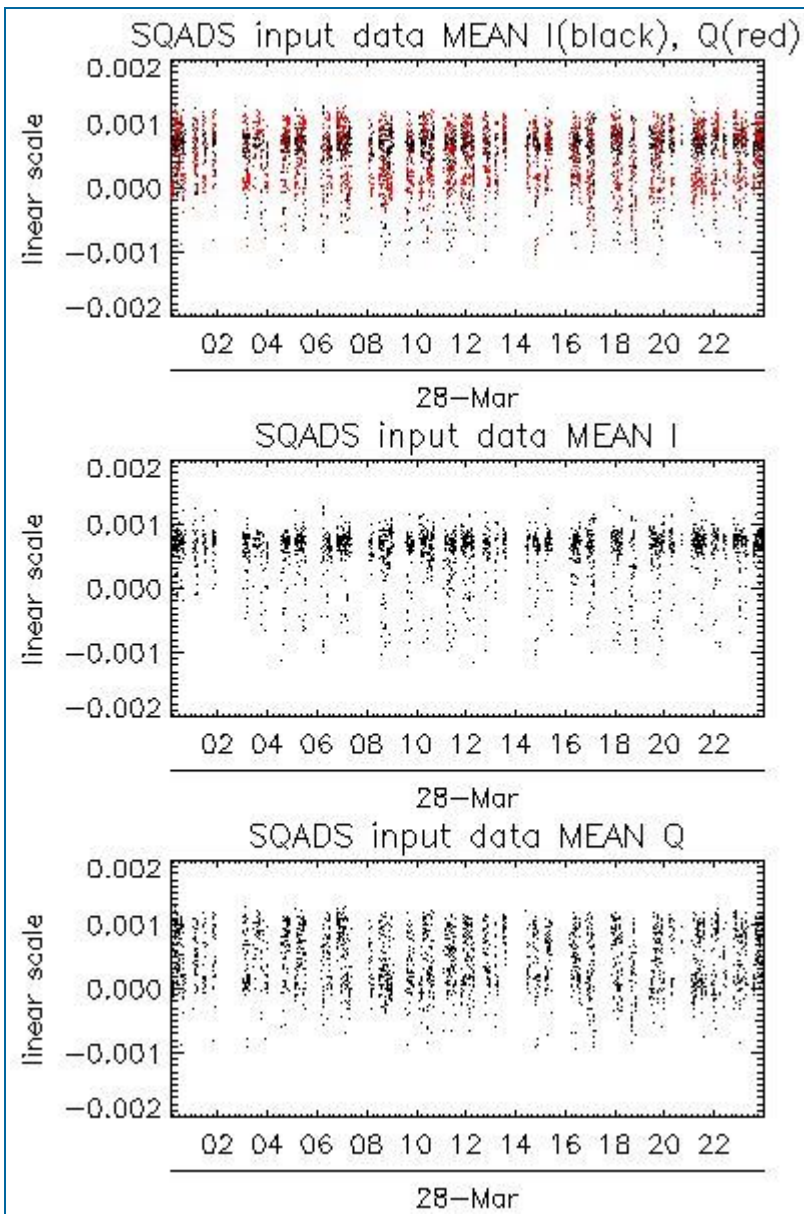 SQADS input data MEAN I(black), Q(red)
linear scale
0.002
0.001
0.000
-0.001
-0.002
02 04 06 08 10 12 14 16 18 20 22
28-Mar
SQADS input data MEAN I
linear scale
0.002
0.001
0.000
-0.001
-0.002
02 04 06 08 10 12 14 16 18 20 22
28-Mar
SQADS input data MEAN Q
linear scale
0.002
0.001
0.000
-0.001
-0.002
02 04 06 08 10 12 14 16 18 20 22
28-Mar